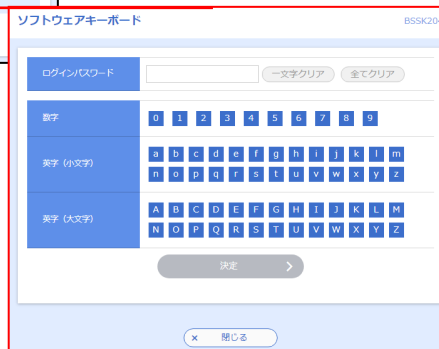 ソフトウェアキーボード BSSK204
ログインパスワード 一文字クリア 全てクリア
数字 0 1 2 3 4 5 6 7 8 9
a b c d e f g h i j k l m
英字（小文字）
n o p q r s t u v w x y z
A B C D E F G H I J K L M
英字（大文字）
N O P Q R S T U V W X Y Z
決定
× 閉じる